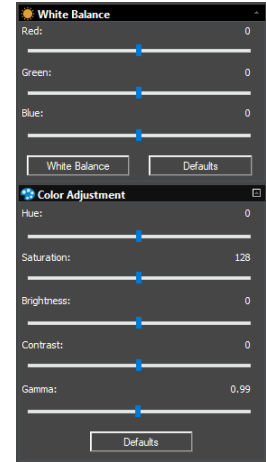 White Balance
Red: 0
Green: 0
Blue: 0
White Balance Defaults
Color Adjustment
Hue: 0
Saturation: 128
Brightness: 0
Contrast: 0
Gamma: 0.99
Defaults